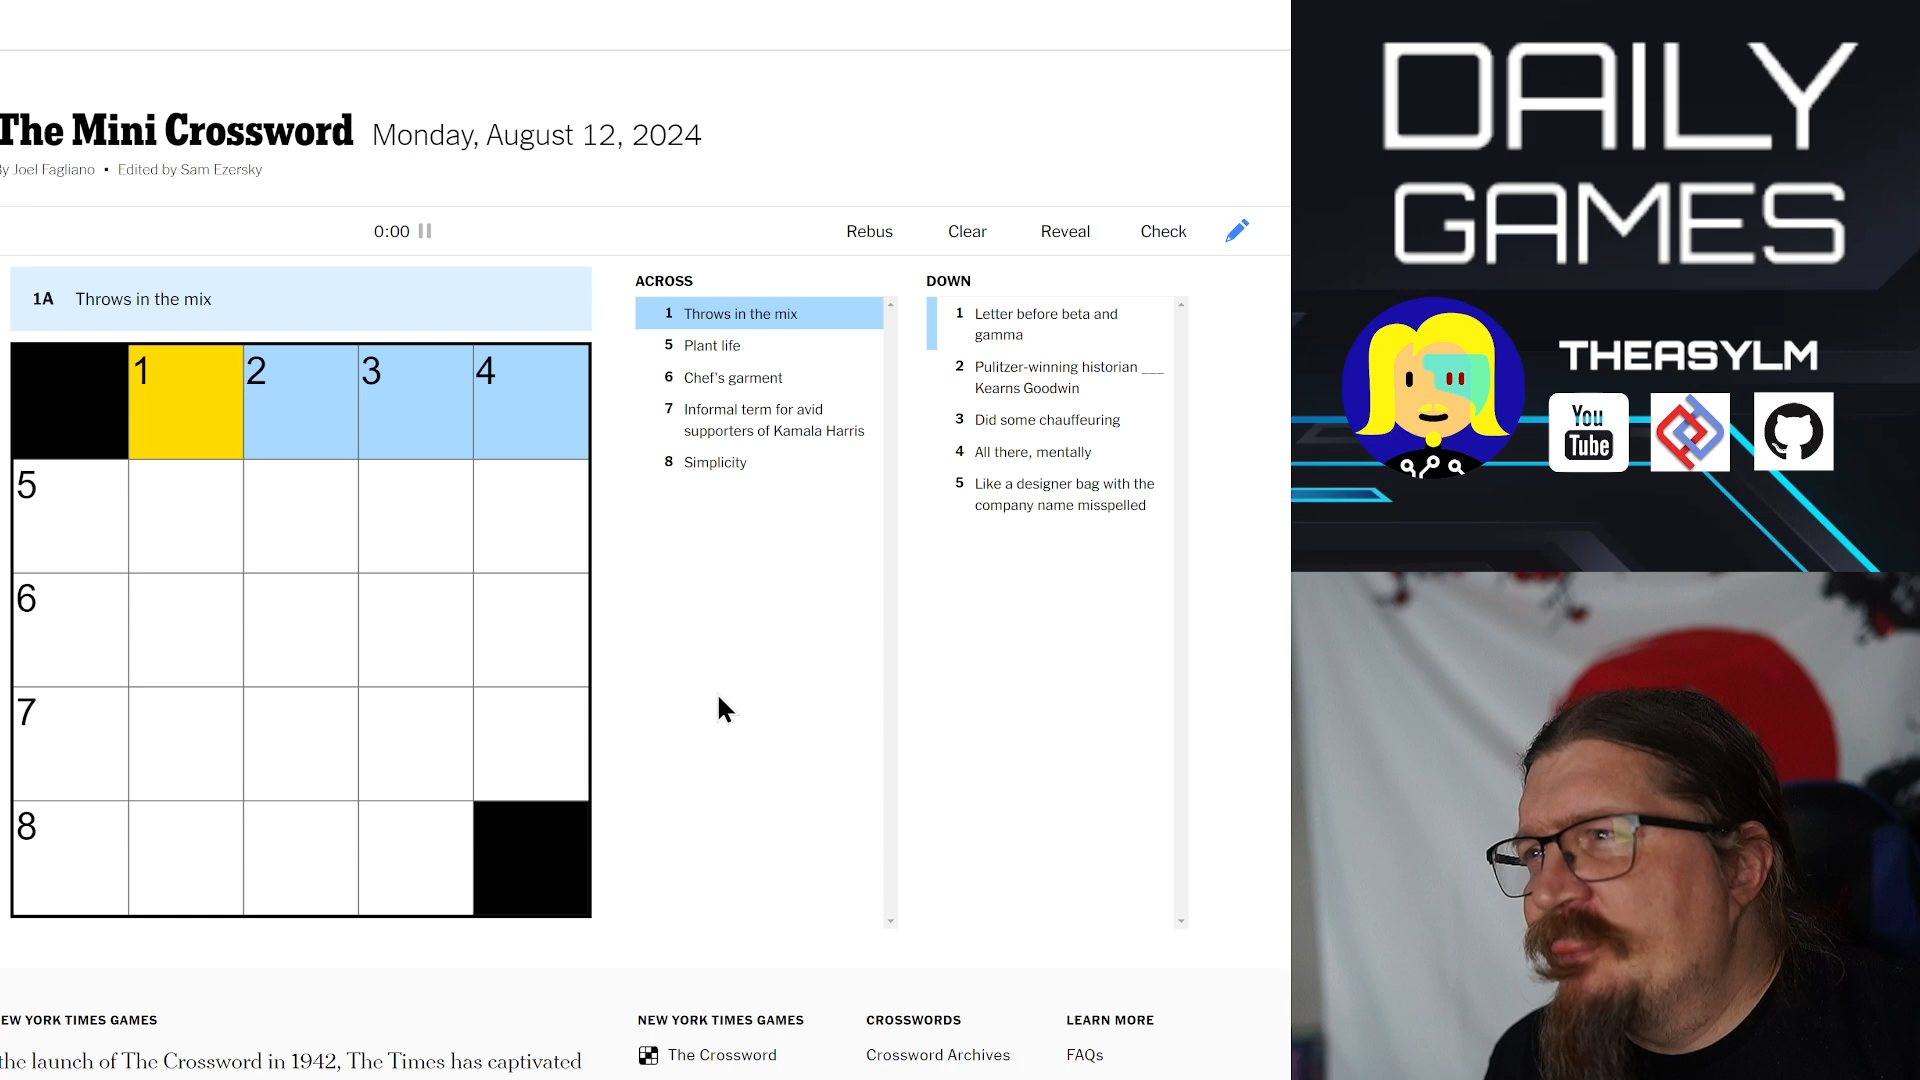 The Mini Crossword Monday, August 12, 2024
By Joel Fagliano • Edited by Sam Ezersky
0:00
Rebus Clear Reveal Check
1A Throws in the mix
1 2 3 4
5
6
7
8
ACROSS
1 Throws in the mix
5 Plant life
6 Chef's garment
7 Informal term for avid
supporters of Kamala Harris
8 Simplicity
DOWN
1 Letter before beta and
gamma
2 Pulitzer-winning historian ___
Kearns Goodwin
3 Did some chauffeuring
4 All there, mentally
5 Like a designer bag with the
company name misspelled
EW YORK TIMES GAMES
the launch of The Crossword in 1942, The Times has captivated
NEW YORK TIMES GAMES
The Crossword
CROSSWORDS
Crossword Archives
LEARN MORE
FAQs
DAILY
GAMES
THEASYLM
You
Tube